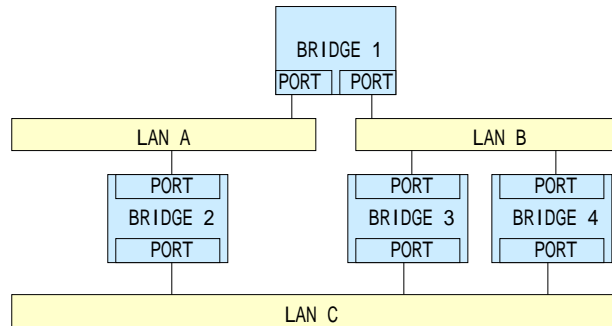 BRIDGE 1
PORT PORT
LAN A LAN B
PORT PORT PORT
BRIDGE 2 BRIDGE 3 BRIDGE 4
PORT PORT PORT
LAN C